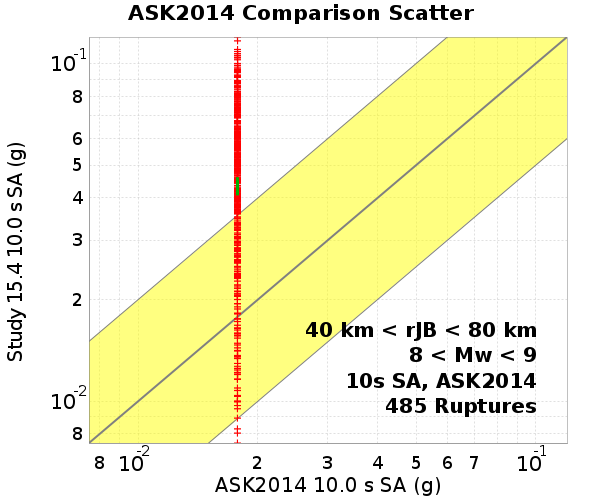 ASK2014 Comparison Scatter
Study 15.4 10.0 s SA (g)
10⁻¹
8
6
5
4
3
2
10⁻²
8
40 km < rJB < 80 km
8 < Mw < 9
10s SA, ASK2014
485 Ruptures
8 10⁻² 2 3 4 5 6 7 10⁻¹
ASK2014 10.0 s SA (g)